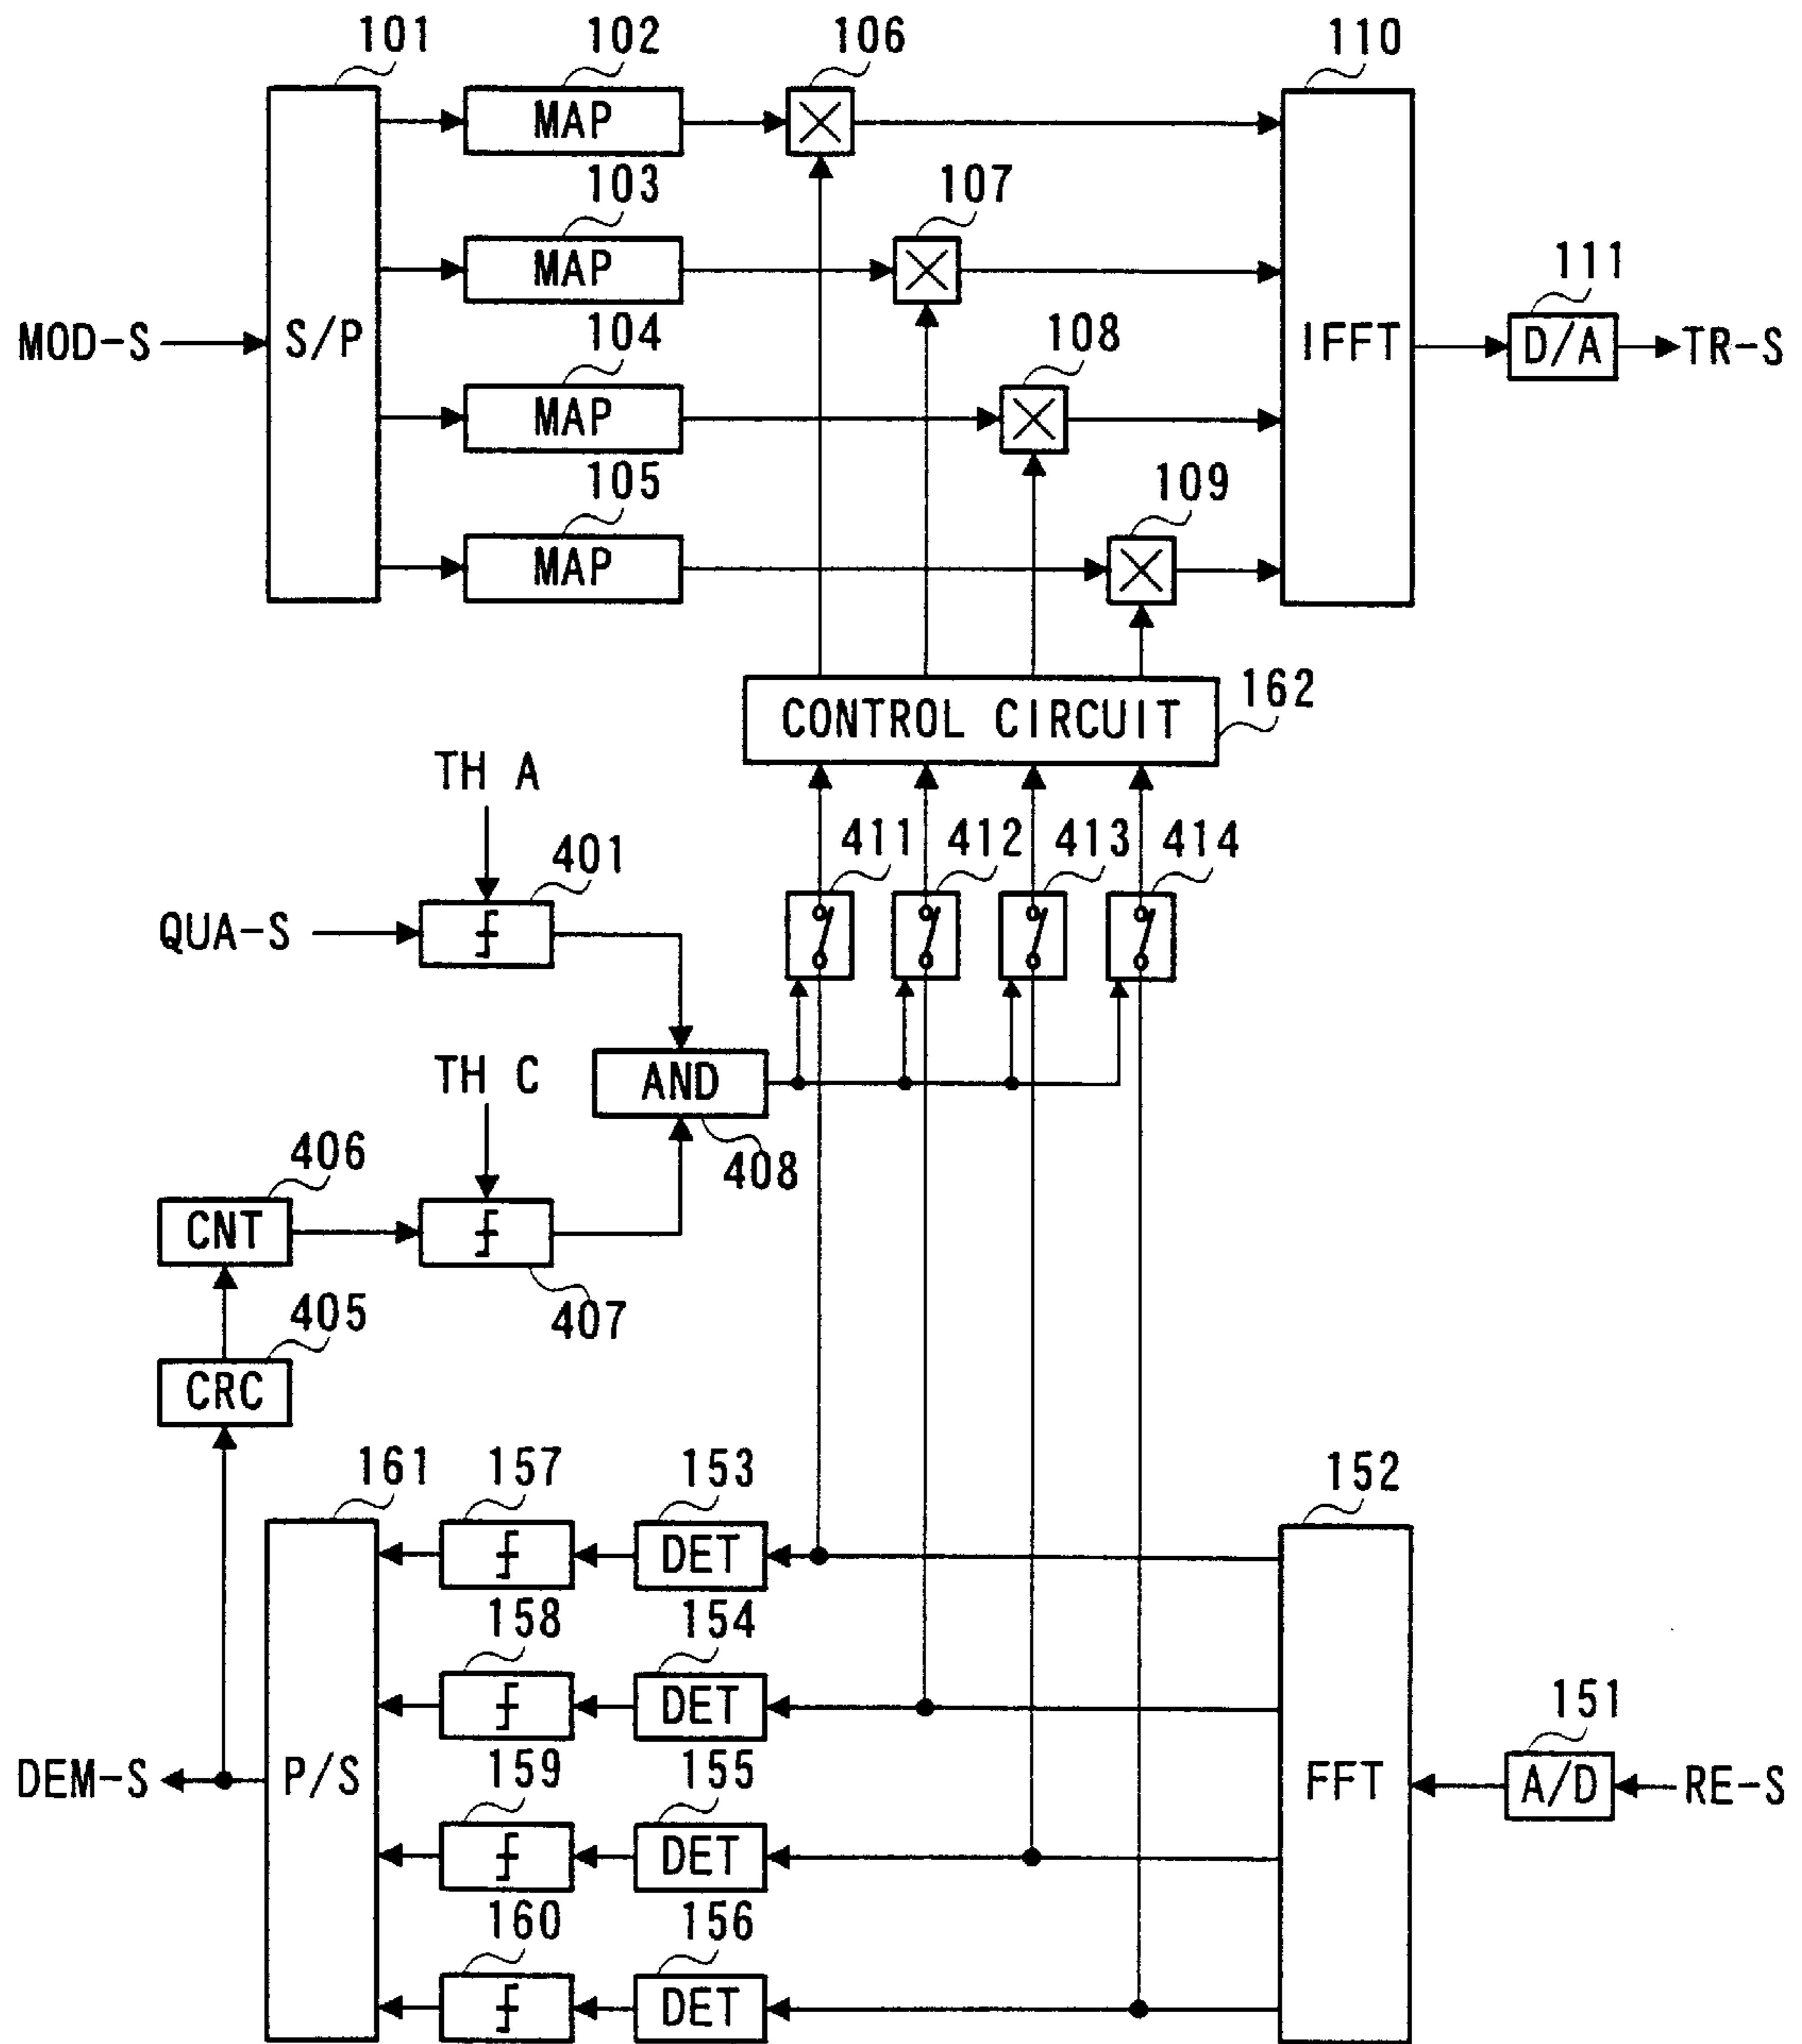 101 102 106 110
MAP
103 107
MAP
111
MOD-S S/P 104 108 IFFT D/A TR-S
MAP
105 109
MAP
162
CONTROL CIRCUIT
TH A
401 411 412 413 414
QUA-S
TH C AND
408
406
CNT
407
405
CRC
161 157 153 152
DET
158 154
DET
151
DEM-S P/S 159 155 FFT A/D RE-S
DET
160 156
DET